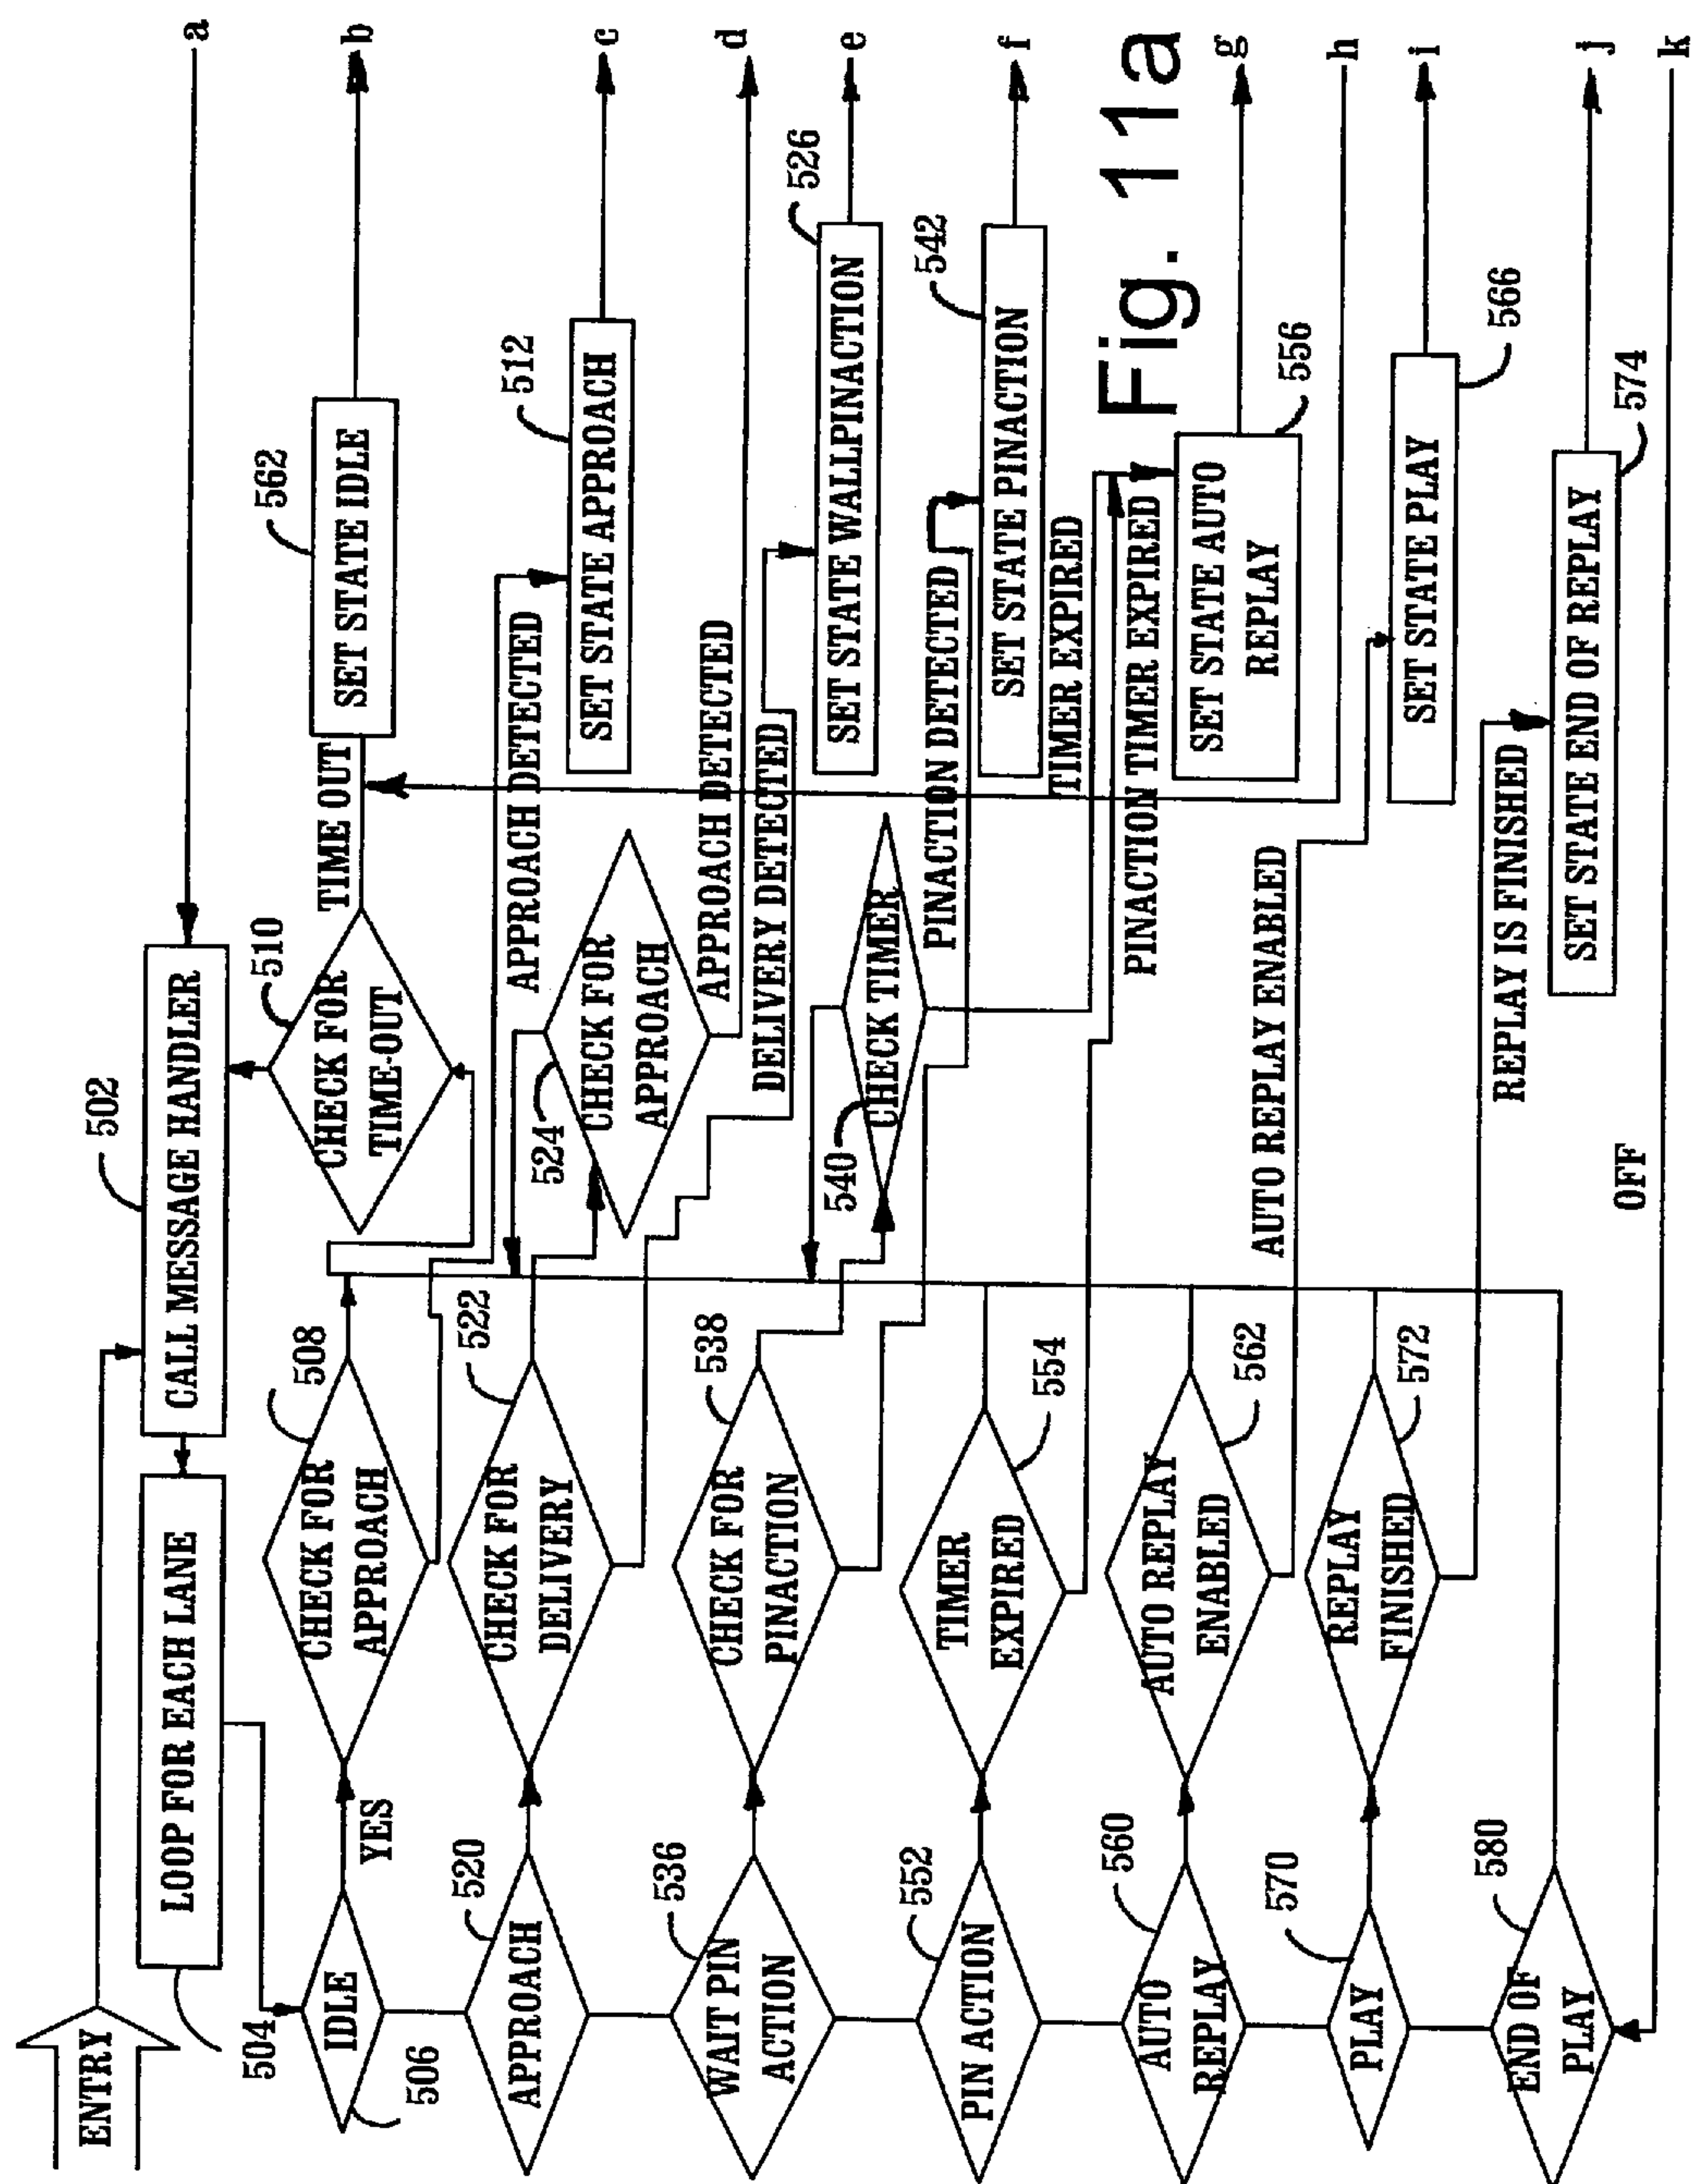 ENTRY
502
CALL MESSAGE HANDLER
a
504
LOOP FOR EACH LANE
506
IDLE
YES
508
CHECK FOR
APPROACH
510
CHECK FOR
TIME-OUT
TIME OUT
562
SET STATE IDLE
b
APPROACH DETECTED
512
SET STATE APPROACH
c
520
APPROACH
522
CHECK FOR
DELIVERY
524
CHECK FOR
APPROACH
APPROACH DETECTED
d
DELIVERY DETECTED
526
SET STATE WALLPINACTION
e
536
WAIT PIN
ACTION
538
CHECK FOR
PINACTION
540
CHECK TIMER
PINACTION DETECTED
542
SET STATE PINACTION
f
TIMER EXPIRED
552
PIN ACTION
554
TIMER
EXPIRED
PINACTION TIMER EXPIRED
Fig. 11a
556
SET STATE AUTO
REPLAY
g
h
560
AUTO
REPLAY
562
AUTO REPLAY
ENABLED
AUTO REPLAY ENABLED
566
SET STATE PLAY
i
570
PLAY
572
REPLAY
FINISHED
REPLAY IS FINISHED
574
SET STATE END OF REPLAY
j
580
END OF
PLAY
OFF
k